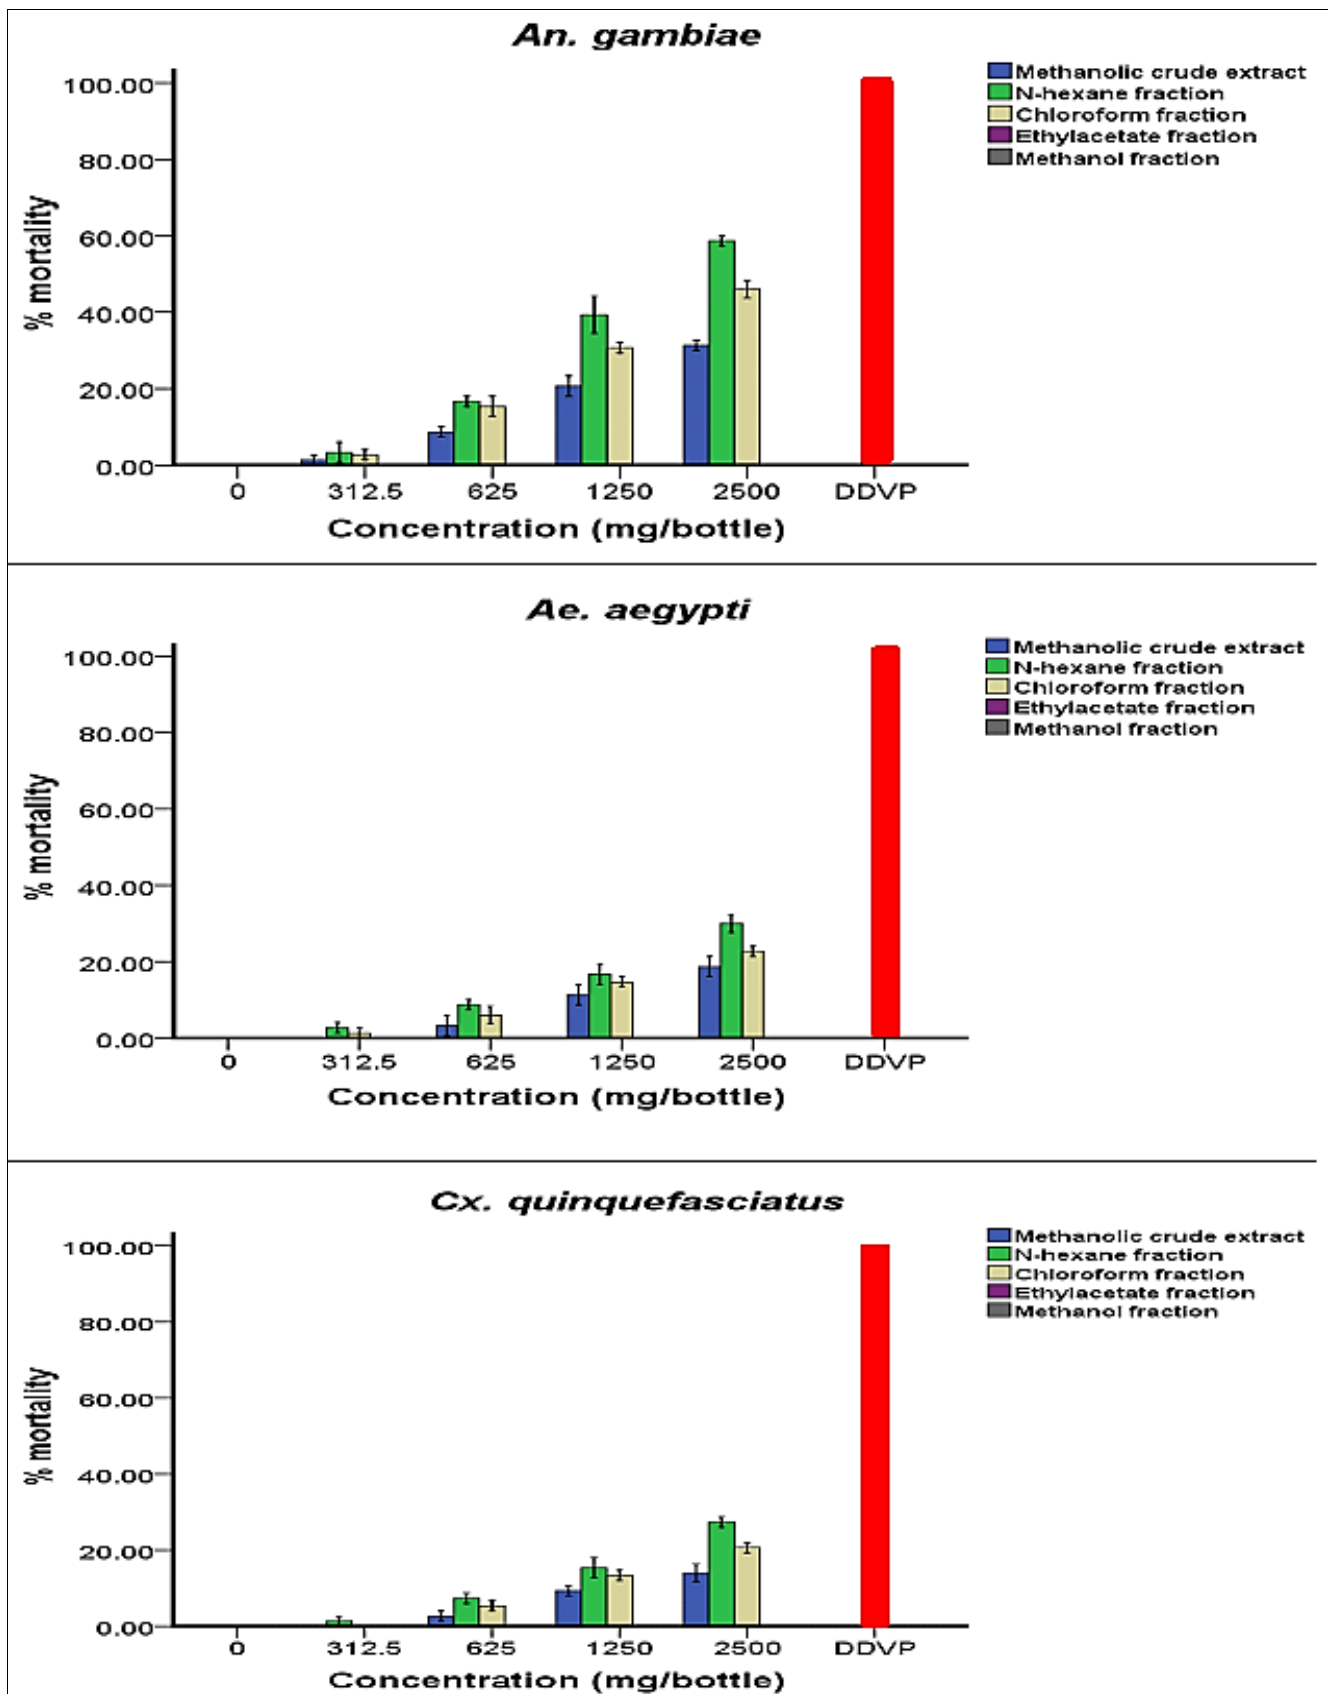 An. gambiae
Methanolic crude extract
N-hexane fraction
Chloroform fraction
Ethylacetate fraction
Methanol fraction
% mortality
100.00
80.00
60.00
40.00
20.00
0.00
0 312.5 625 1250 2500 DDVP
Concentration (mg/bottle)
Ae. aegypti
Methanolic crude extract
N-hexane fraction
Chloroform fraction
Ethylacetate fraction
Methanol fraction
% mortality
100.00
80.00
60.00
40.00
20.00
0.00
0 312.5 625 1250 2500 DDVP
Concentration (mg/bottle)
Cx. quinquefasciatus
Methanolic crude extract
N-hexane fraction
Chloroform fraction
Ethylacetate fraction
Methanol fraction
% mortality
100.00
80.00
60.00
40.00
20.00
0.00
0 312.5 625 1250 2500 DDVP
Concentration (mg/bottle)